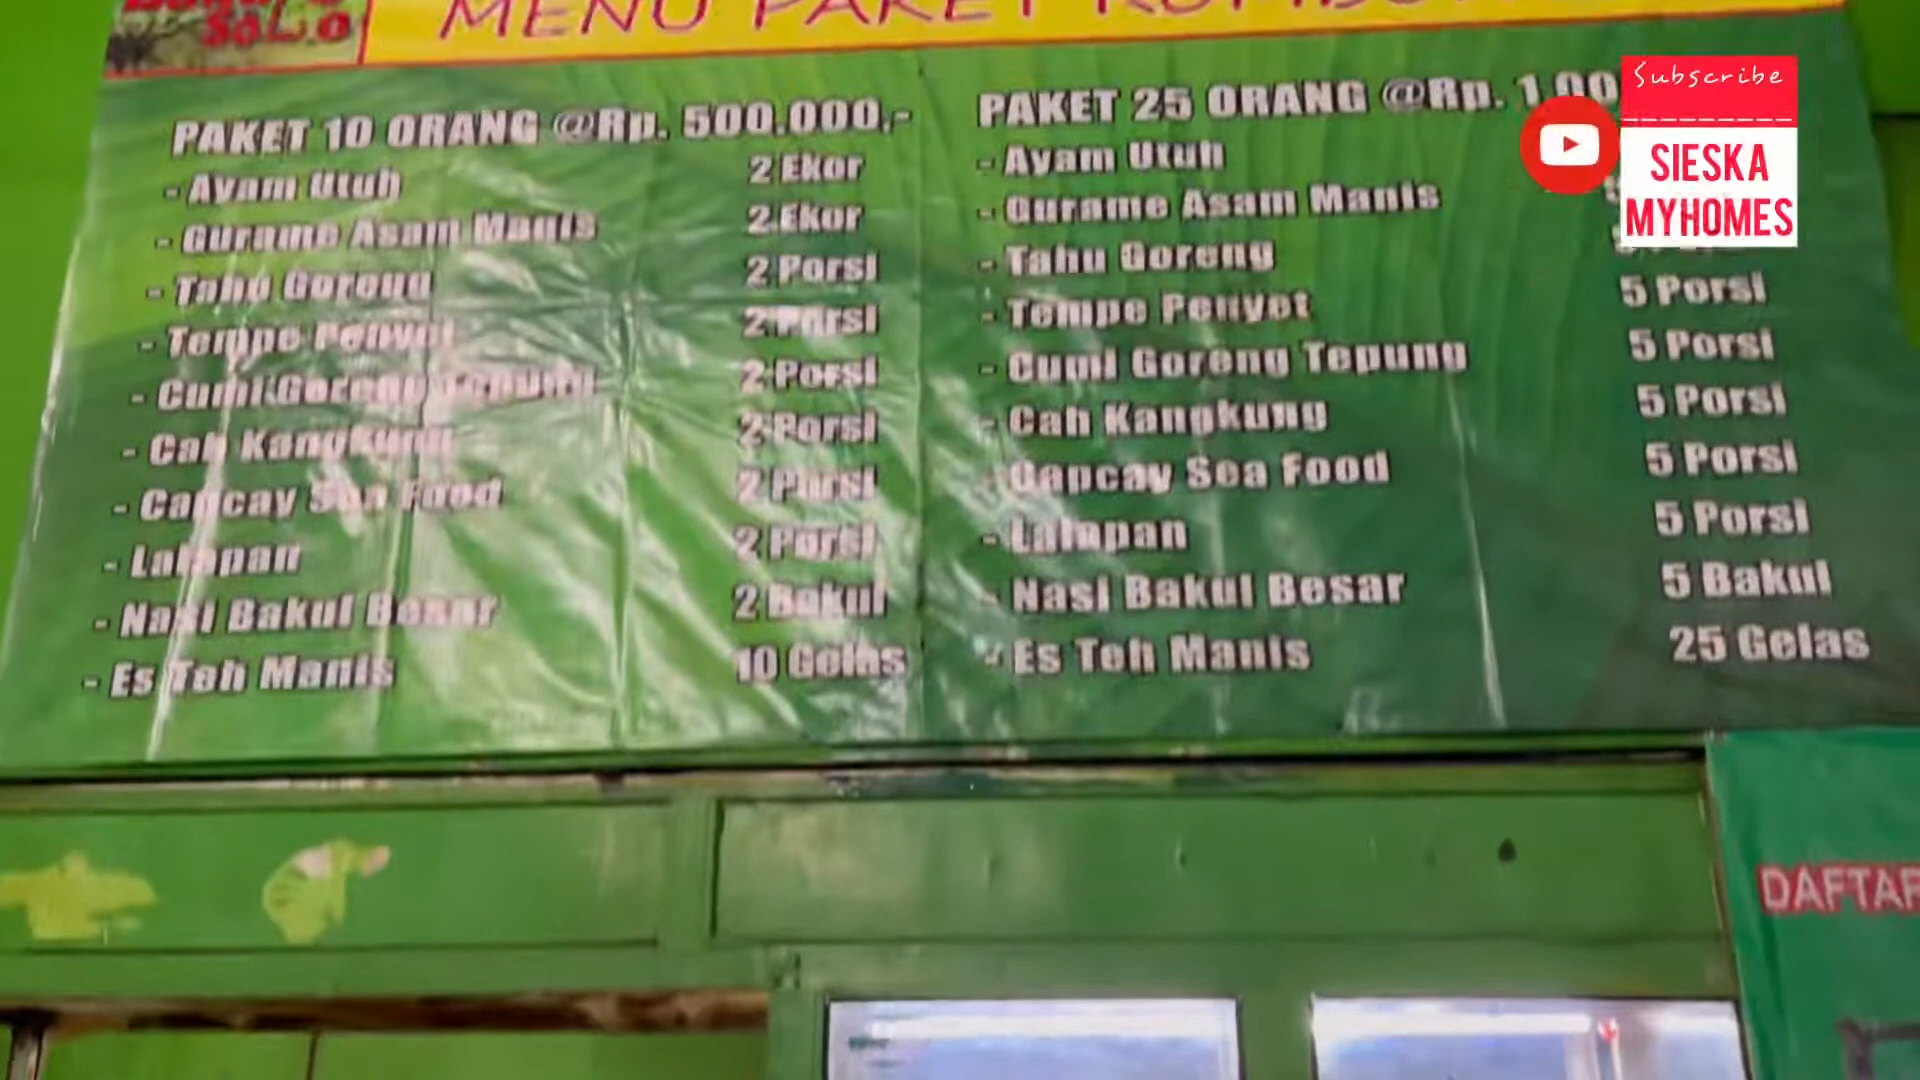 SOLO
MENU PAKET
PAKET 10 ORANG @Rp. 500.000,-
- Ayam Utuh 2 Ekor
- Gurame Asam Manis 2 Ekor
- Tahu Goreng 2 Porsi
- Tempe Penyet 2 Porsi
- Cumi Goreng Tepung 2 Porsi
- Cah Kangkung 2 Porsi
- Capcay Sea Food 2 Porsi
- Lalapan 2 Porsi
- Nasi Bakul Besar 2 Bakul
- Es Teh Manis 10 Gelas
PAKET 25 ORANG @Rp.
- Ayam Utuh
- Gurame Asam Manis
- Tahu Goreng
- Tempe Penyet 5 Porsi
- Cumi Goreng Tepung 5 Porsi
- Cah Kangkung 5 Porsi
- Capcay Sea Food 5 Porsi
- Lalapan 5 Porsi
- Nasi Bakul Besar 5 Bakul
- Es Teh Manis 25 Gelas
Subscribe
SIESKA
MYHOMES
DAFTAR